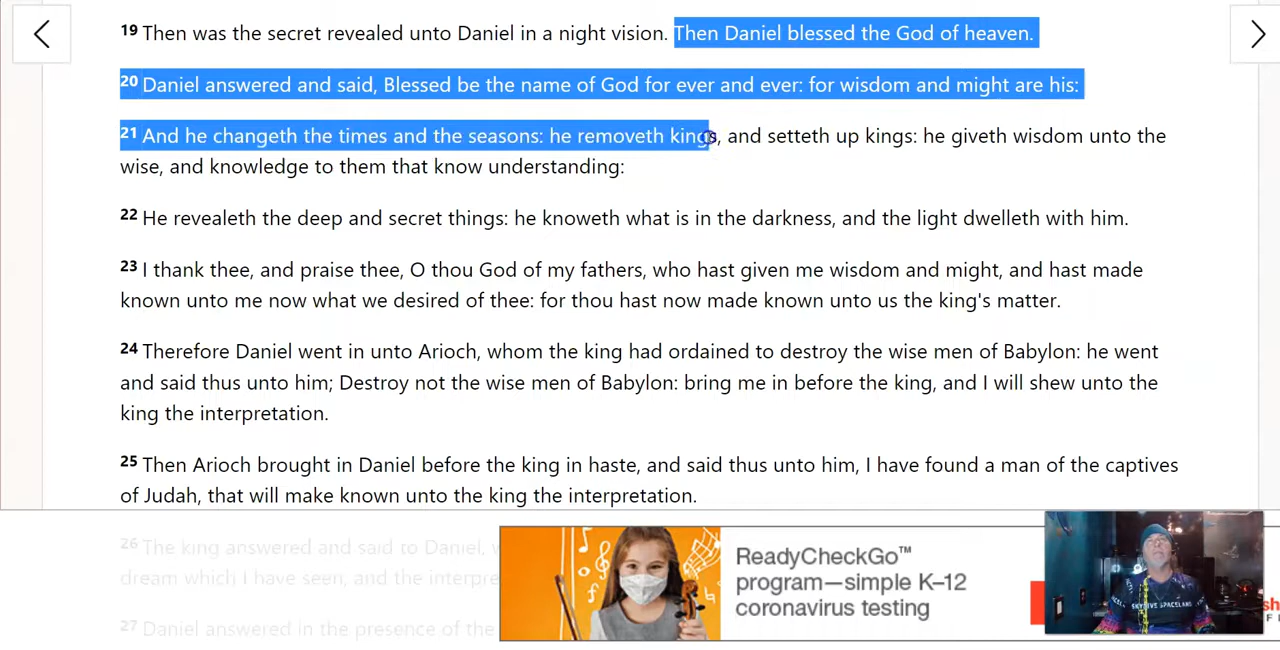 19 Then was the secret revealed unto Daniel in a night vision. Then Daniel blessed the God of heaven.
20 Daniel answered and said, Blessed be the name of God for ever and ever: for wisdom and might are his:
21 And he changeth the times and the seasons: he removeth kings, and setteth up kings: he giveth wisdom unto the
wise, and knowledge to them that know understanding:
22 He revealeth the deep and secret things: he knoweth what is in the darkness, and the light dwelleth with him.
23 I thank thee, and praise thee, O thou God of my fathers, who hast given me wisdom and might, and hast made
known unto me now what we desired of thee: for thou hast now made known unto us the king's matter.
24 Therefore Daniel went in unto Arioch, whom the king had ordained to destroy the wise men of Babylon: he went
and said thus unto him; Destroy not the wise men of Babylon: bring me in before the king, and I will shew unto the
king the interpretation.
25 Then Arioch brought in Daniel before the king in haste, and said thus unto him, I have found a man of the captives
of Judah, that will make known unto the king the interpretation.
26 The king answered and said to Daniel,
dream which I have seen, and the
27 Daniel answered in the presence of the
ReadyCheckGo™
program—simple K–12
coronavirus testing